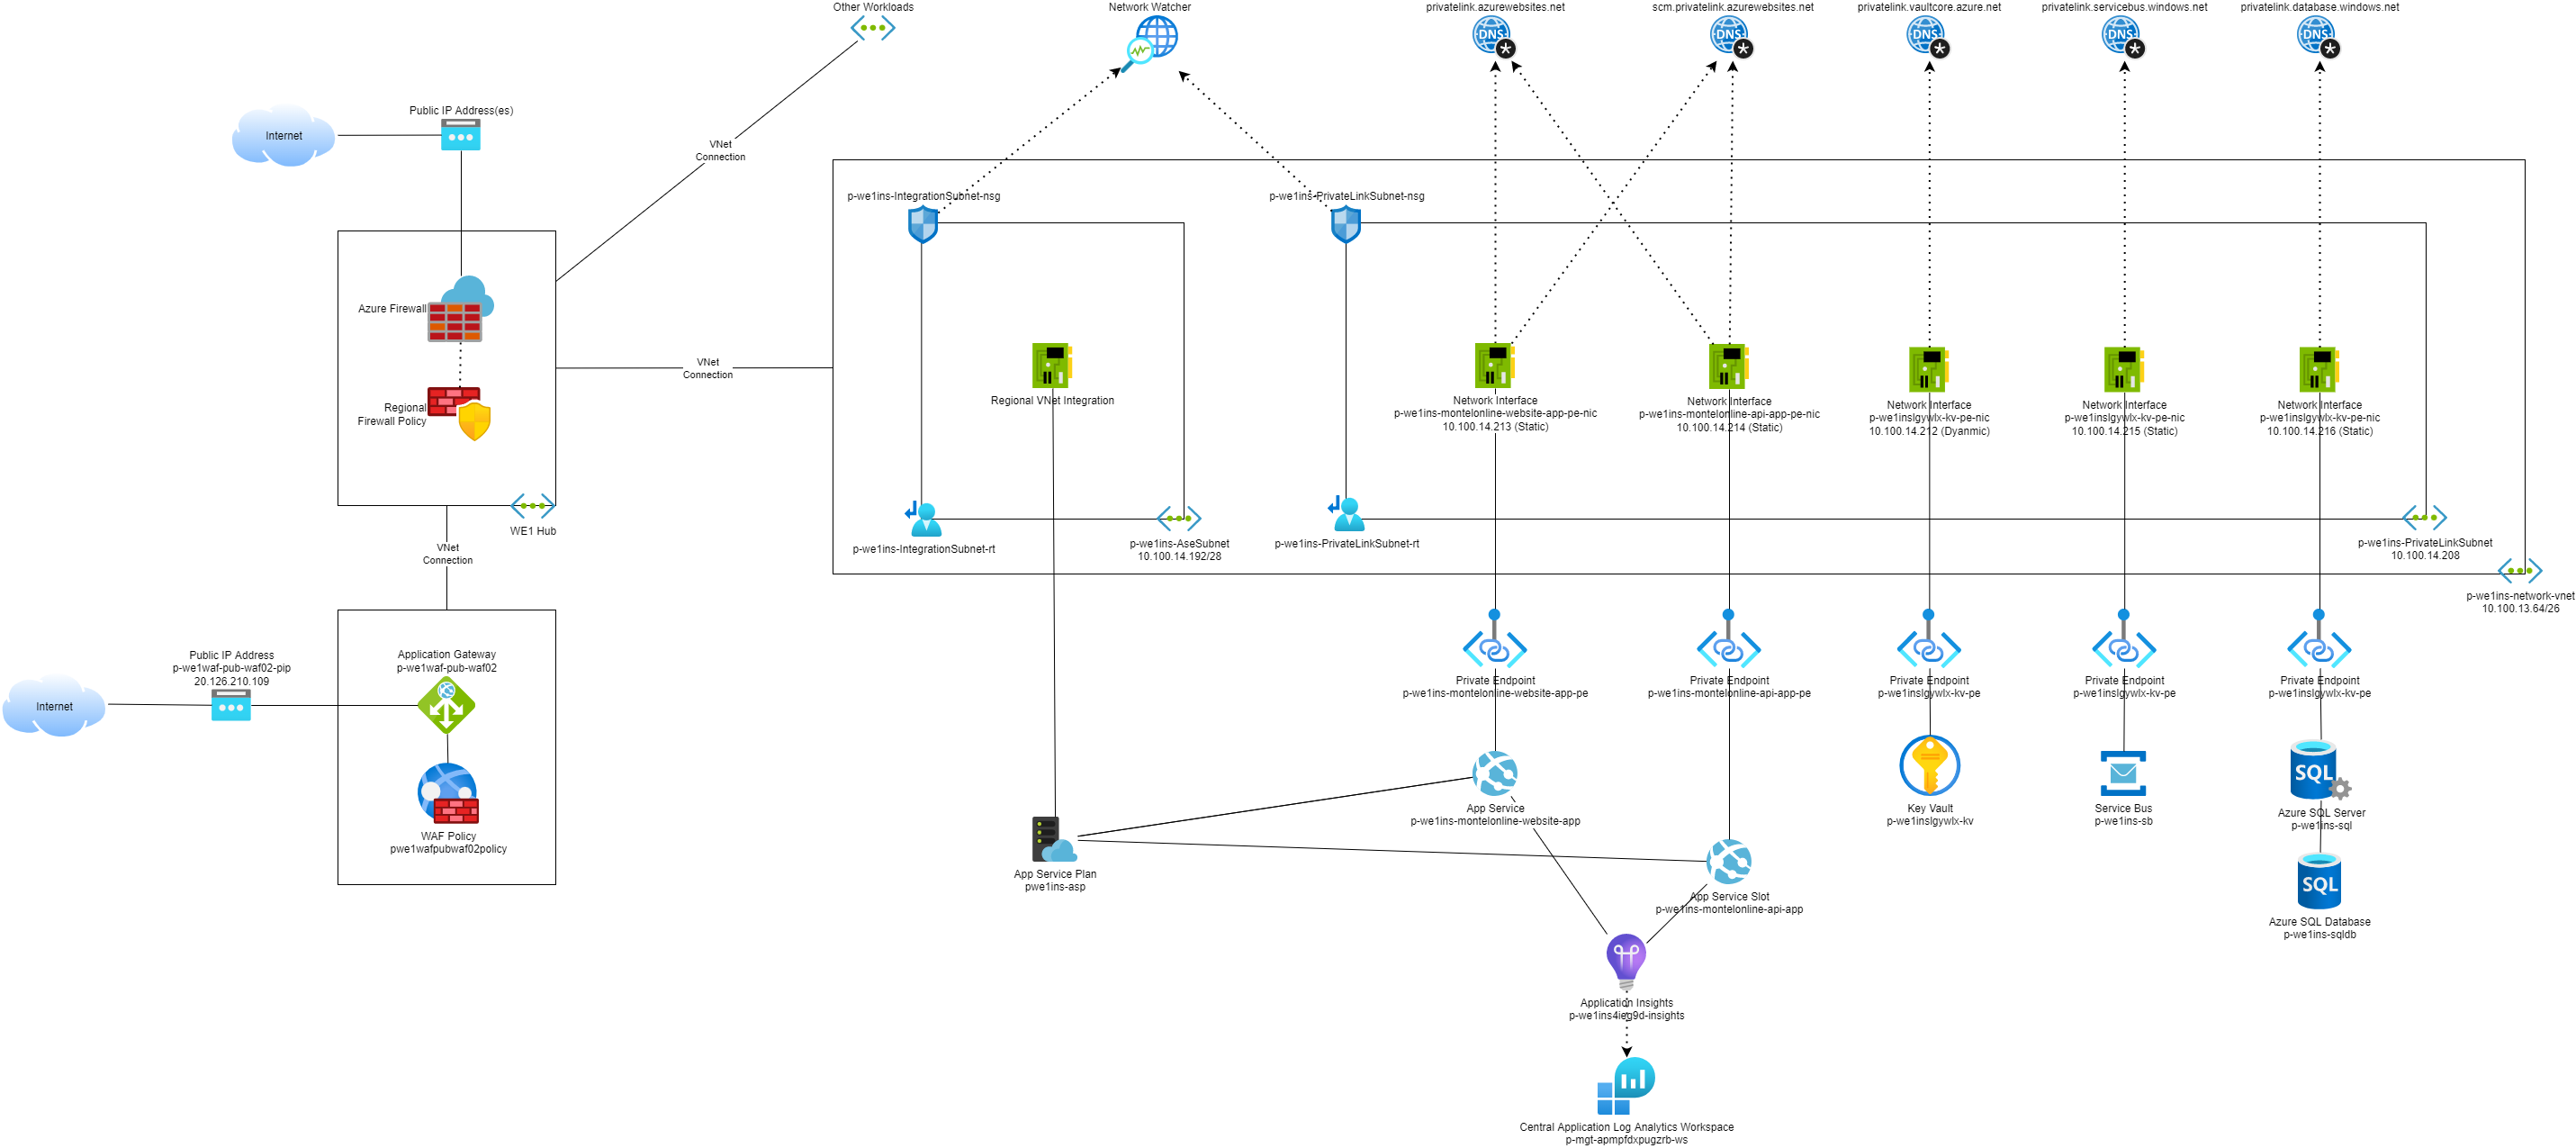 Other Workloads
Network Watcher
privatelink.azurewebsites.net
scm.privatelink.azurewebsites.net
privatelink.vaultcore.azure.net
privatelink.servicebus.windows.net
privatelink.database.windows.net
DNS
DNS
DNS
DNS
DNS
Public IP Address(es)
Internet
VNet
Connection
p-we1ins-IntegrationSubnet-nsg
p-we1ins-PrivateLinkSubnet-nsg
Azure Firewall
Regional
Firewall Policy
VNet
Connection
Regional VNet Integration
Network Interface
p-we1ins-montelonline-website-app-pe-nic
10.100.14.213 (Static)
Network Interface
p-we1ins-montelonline-api-app-pe-nic
10.100.14.214 (Static)
Network Interface
p-we1inslgywlx-kv-pe-nic
10.100.14.212 (Dyanmic)
Network Interface
p-we1inslgywlx-kv-pe-nic
10.100.14.215 (Static)
Network Interface
p-we1inslgywlx-kv-pe-nic
10.100.14.216 (Static)
WE1 Hub
p-we1ins-IntegrationSubnet-rt
p-we1ins-AseSubnet
10.100.14.192/28
p-we1ins-PrivateLinkSubnet-rt
p-we1ins-PrivateLinkSubnet
10.100.14.208
p-we1ins-network-vnet
10.100.13.64/26
VNet
Connection
Public IP Address
p-we1waf-pub-waf02-pip
20.126.210.109
Internet
Application Gateway
p-we1waf-pub-waf02
WAF Policy
pwe1wafpubwaf02policy
Private Endpoint
p-we1ins-montelonline-website-app-pe
Private Endpoint
p-we1ins-montelonline-api-app-pe
Private Endpoint
p-we1inslgywlx-kv-pe
Private Endpoint
p-we1inslgywlx-kv-pe
Private Endpoint
p-we1inslgywlx-kv-pe
App Service
p-we1ins-montelonline-website-app
Key Vault
p-we1inslgywlx-kv
Service Bus
p-we1ins-sb
SQL
Azure SQL Server
p-we1ins-sql
App Service Plan
pwe1ins-asp
App Service Slot
p-we1ins-montelonline-api-app
SQL
Azure SQL Database
p-we1ins-sqldb
Application Insights
p-we1ins4ieg9d-insights
Central Application Log Analytics Workspace
p-mgt-apmpfdxpugzrb-ws